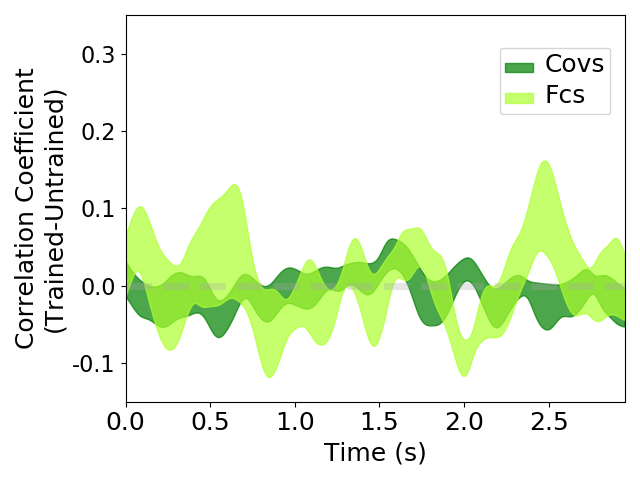 Correlation Coefficient
(Trained-Untrained)
0.3
0.2
0.1
0.0
-0.1
Covs
Fcs
0.0 0.5 1.0 1.5 2.0 2.5
Time (s)